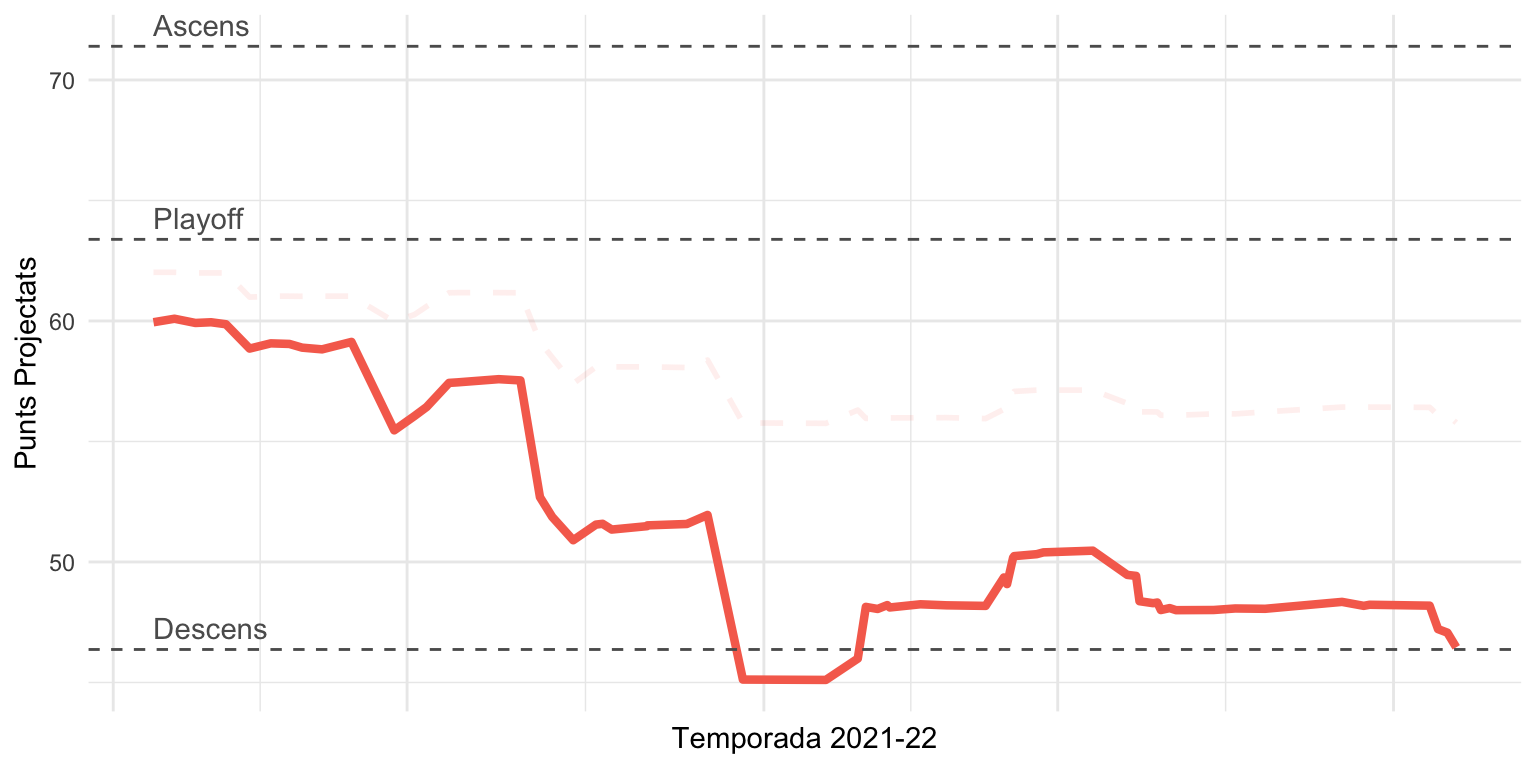 Ascens
70
Playoff
60
Punts Projectats
50
Descens
Temporada 2021-22